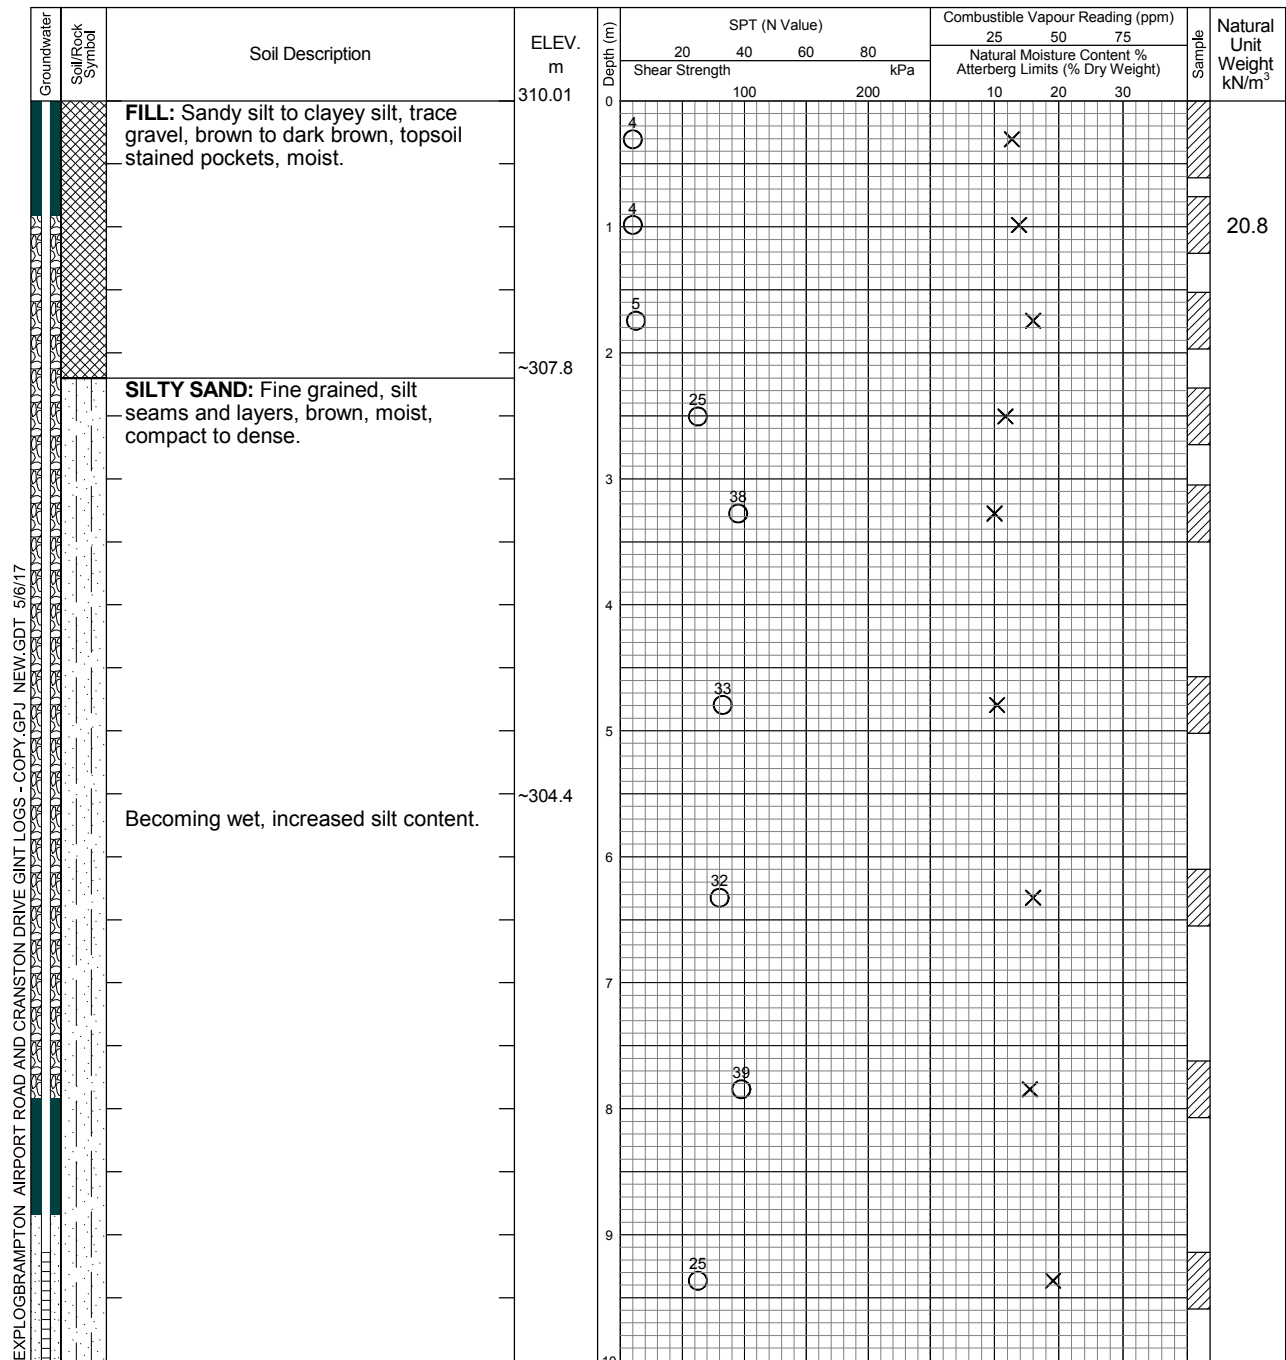 Groundwater
Soil/Rock
Symbol
Soil Description
ELEV.
m
310.01
Depth (m)
SPT (N Value)
20 40 60 80
Shear Strength kPa
100 200
Combustible Vapour Reading (ppm)
25 50 75
Natural Moisture Content %
Atterberg Limits (% Dry Weight)
10 20 30
Sample
Natural
Unit
Weight
kN/m3
0
FILL: Sandy silt to clayey silt, trace
gravel, brown to dark brown, topsoil
stained pockets, moist.
4
4
1
20.8
5
2
~307.8
SILTY SAND: Fine grained, silt
seams and layers, brown, moist,
compact to dense.
25
3
38
4
33
5
~304.4
Becoming wet, increased silt content.
6
32
7
39
8
9
25
10
EXPLOGBRAMPTON AIRPORT ROAD AND CRANSTON DRIVE GINT LOGS - COPY.GPJ NEW.GDT 5/6/17